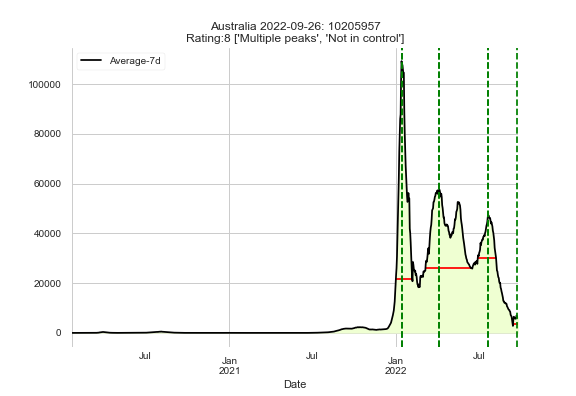 Australia 2022-09-26: 10205957
Rating:8 ['Multiple peaks', 'Not in control']
Average-7d
100000
80000
60000
40000
20000
0
Jul
Jan
2021
Jul
Jan
2022
Jul
Date